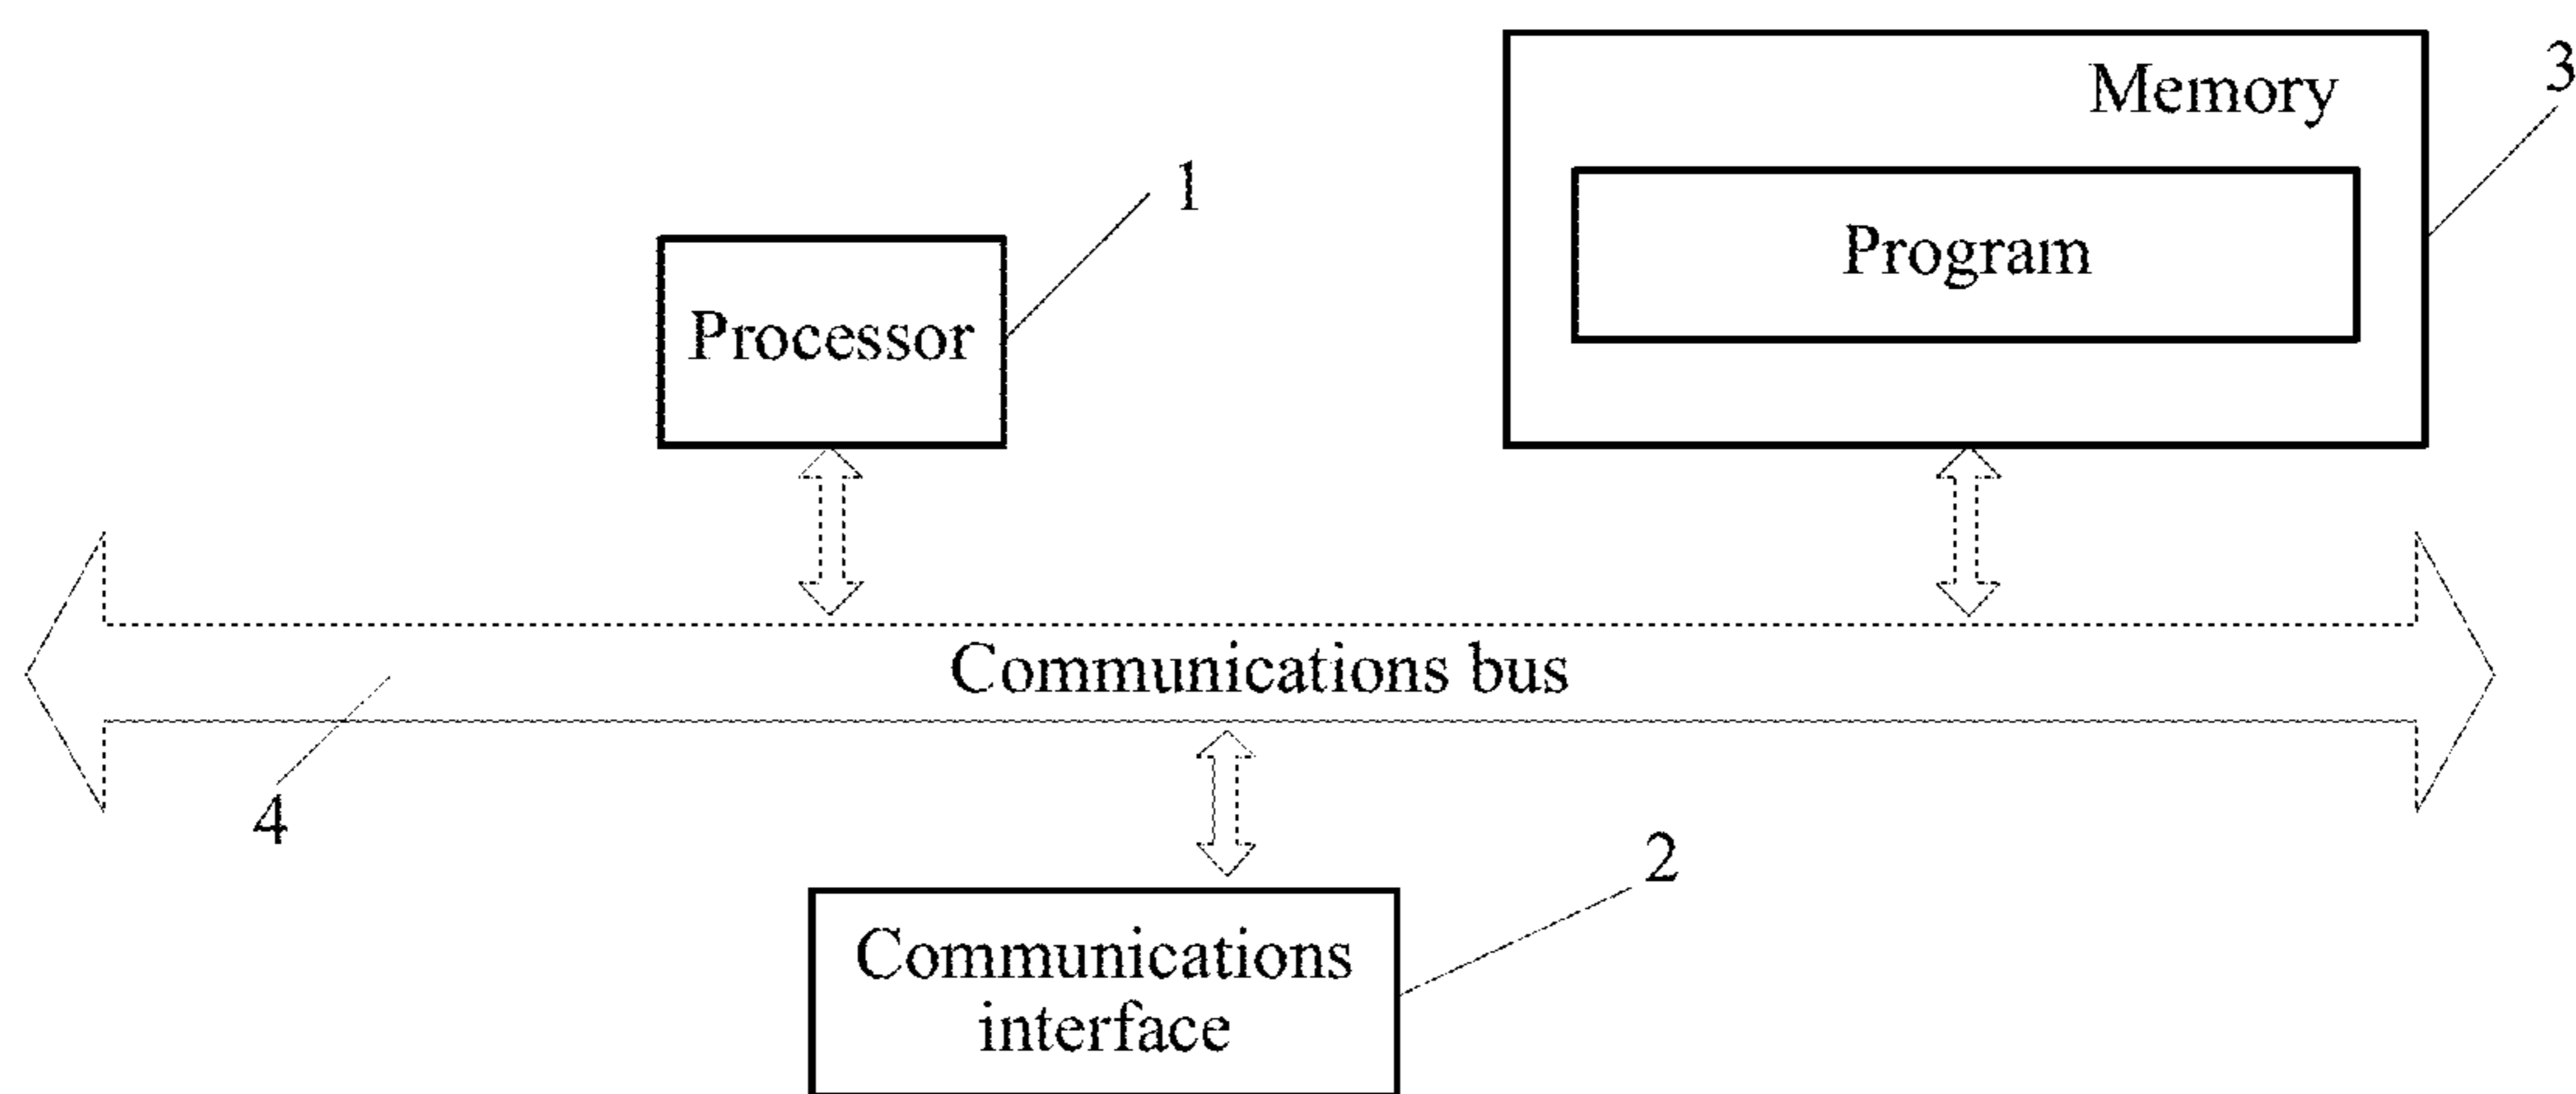 Memory
3
1
Program
Processor
Communications bus
4
2
Communications
interface